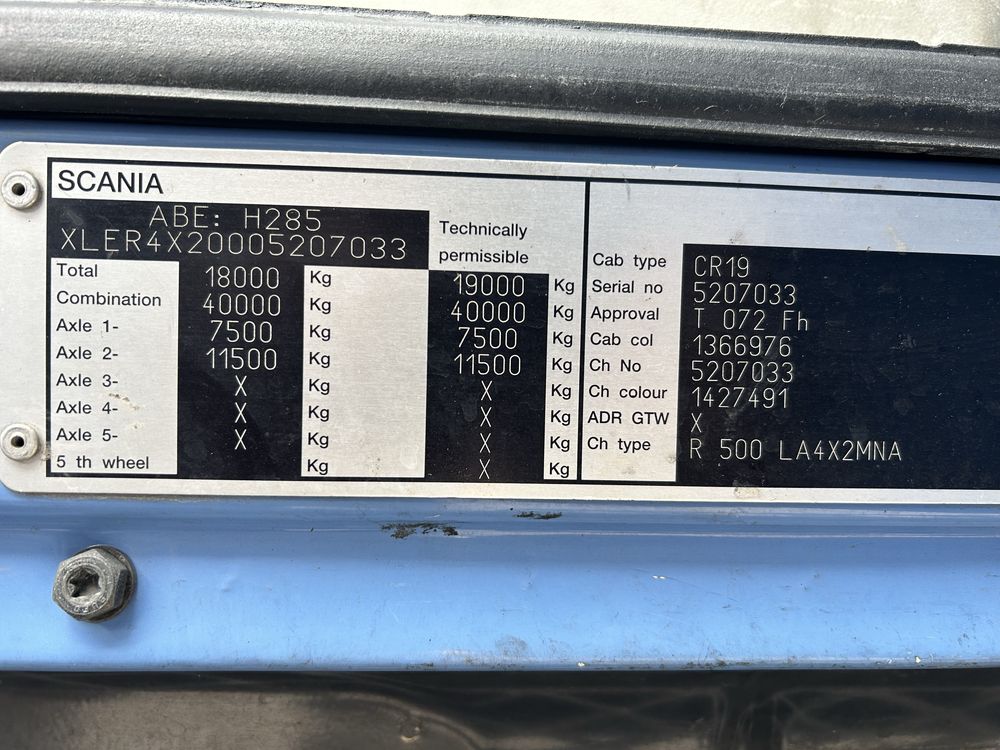 SCANIA
ABE: H285
XLER4X20005207033
Technically
permissible
Total 18000 Kg 19000 Kg
Combination 40000 Kg 40000 Kg
Axle 1- 7500 Kg 7500 Kg
Axle 2- 11500 Kg 11500 Kg
Axle 3- X Kg X Kg
Axle 4- X Kg X Kg
Axle 5- X Kg X Kg
5 th wheel Kg X Kg
Cab type CR19
Serial no 5207033
Approval T 072 Fh
Cab col 1366976
Ch No 5207033
Ch colour 1427491
ADR GTW X
Ch type R 500 LA4X2MNA